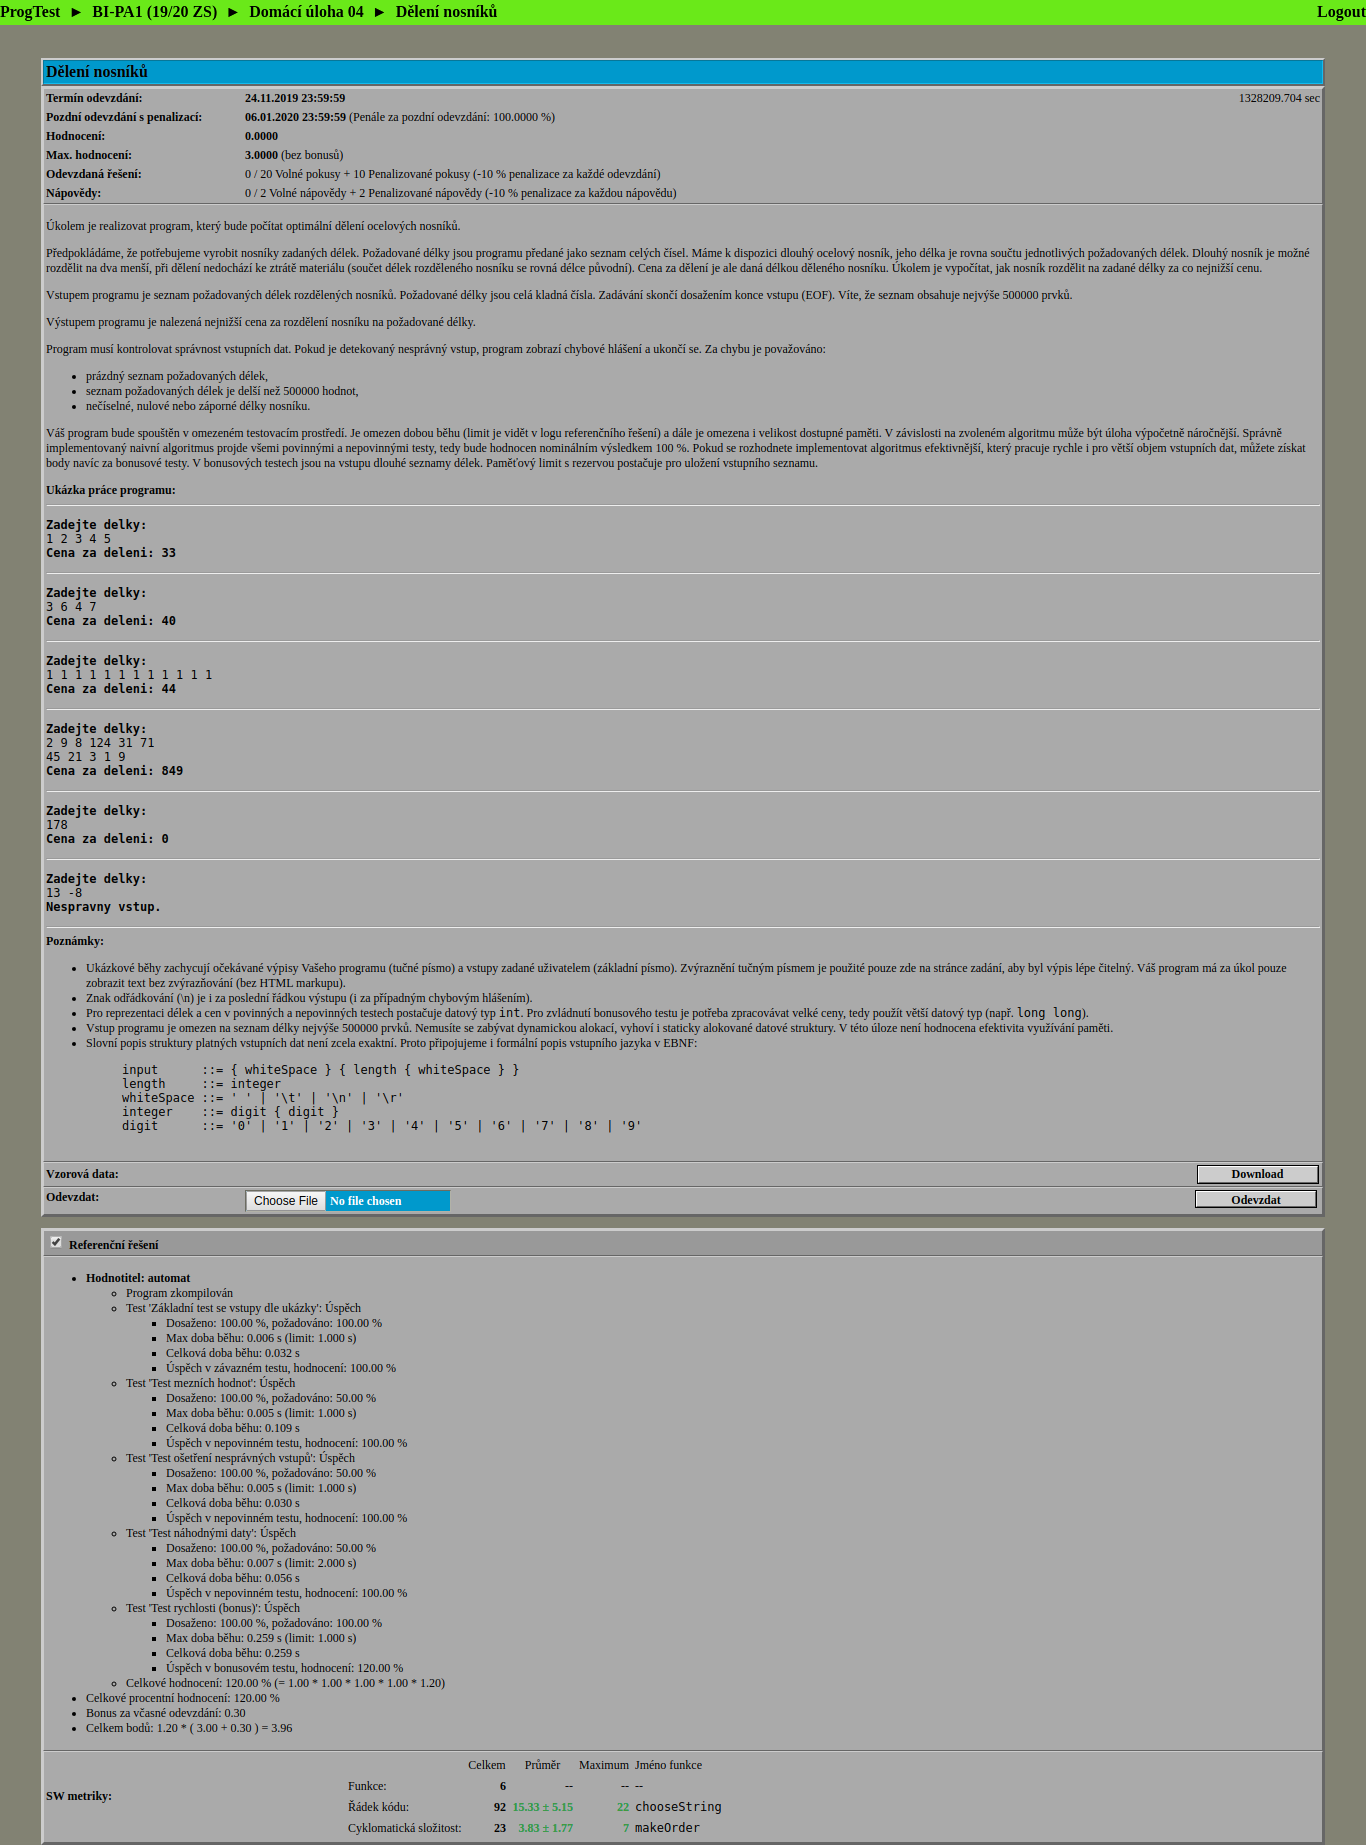 ProgTest ► BI-PA1 (19/20 ZS) ► Domácí úloha 04 ► Dělení nosníků Logout
Dělení nosníků
Termín odevzdání: 24.11.2019 23:59:59 1328209.704 sec
Pozdní odevzdání s penalizací: 06.01.2020 23:59:59 (Penále za pozdní odevzdání: 100.0000 %)
Hodnocení: 0.0000
Max. hodnocení: 3.0000 (bez bonusů)
Odevzdaná řešení: 0 / 20 Volné pokusy + 10 Penalizované pokusy (-10 % penalizace za každé odevzdání)
Nápovědy: 0 / 2 Volné nápovědy + 2 Penalizované nápovědy (-10 % penalizace za každou nápovědu)
Úkolem je realizovat program, který bude počítat optimální dělení ocelových nosníků.
Předpokládáme, že potřebujeme vyrobit nosníky zadaných délek. Požadované délky jsou programu předané jako seznam celých čísel. Máme k dispozici dlouhý ocelový nosník, jeho délka je rovna součtu jednotlivých požadovaných délek. Dlouhý nosník je možné
rozdělit na dva menší, při dělení nedochází ke ztrátě materiálu (součet délek rozděleného nosníku se rovná délce původní). Cena za dělení je ale daná délkou děleného nosníku. Úkolem je vypočítat, jak nosník rozdělit na zadané délky za co nejnižší cenu.
Vstupem programu je seznam požadovaných délek rozdělených nosníků. Požadované délky jsou celá kladná čísla. Zadávání skončí dosažením konce vstupu (EOF). Víte, že seznam obsahuje nejvýše 500000 prvků.
Výstupem programu je nalezená nejnižší cena za rozdělení nosníku na požadované délky.
Program musí kontrolovat správnost vstupních dat. Pokud je detekovaný nesprávný vstup, program zobrazí chybové hlášení a ukončí se. Za chybu je považováno:
• prázdný seznam požadovaných délek,
• seznam požadovaných délek je delší než 500000 hodnot,
• nečíselné, nulové nebo záporné délky nosníku.
Váš program bude spouštěn v omezeném testovacím prostředí. Je omezen dobou běhu (limit je vidět v logu referenčního řešení) a dále je omezena i velikost dostupné paměti. V závislosti na zvoleném algoritmu může být úloha výpočetně náročnější. Správně
implementovaný naivní algoritmus projde všemi povinnými a nepovinnými testy, tedy bude hodnocen nominálním výsledkem 100 %. Pokud se rozhodnete implementovat algoritmus efektivnější, který pracuje rychle i pro větší objem vstupních dat, můžete získat
body navíc za bonusové testy. V bonusových testech jsou na vstupu dlouhé seznamy délek. Paměťový limit s rezervou postačuje pro uložení vstupního seznamu.
Ukázka práce programu:
Zadejte delky:
1 2 3 4 5
Cena za deleni: 33
Zadejte delky:
3 6 4 7
Cena za deleni: 40
Zadejte delky:
1 1 1 1 1 1 1 1 1 1 1 1
Cena za deleni: 44
Zadejte delky:
2 9 8 124 31 71
45 21 3 1 9
Cena za deleni: 849
Zadejte delky:
178
Cena za deleni: 0
Zadejte delky:
13 -8
Nespravny vstup.
Poznámky:
• Ukázkové běhy zachycují očekávané výpisy Vašeho programu (tučné písmo) a vstupy zadané uživatelem (základní písmo). Zvýraznění tučným písmem je použité pouze zde na stránce zadání, aby byl výpis lépe čitelný. Váš program má za úkol pouze
zobrazit text bez zvýrazňování (bez HTML markupu).
• Znak odřádkování (\n) je i za poslední řádkou výstupu (i za případným chybovým hlášením).
• Pro reprezentaci délek a cen v povinných a nepovinných testech postačuje datový typ int. Pro zvládnutí bonusového testu je potřeba zpracovávat velké ceny, tedy použít větší datový typ (např. long long).
• Vstup programu je omezen na seznam délky nejvýše 500000 prvků. Nemusíte se zabývat dynamickou alokací, vyhoví i staticky alokované datové struktury. V této úloze není hodnocena efektivita využívání paměti.
• Slovní popis struktury platných vstupních dat není zcela exaktní. Proto připojujeme i formální popis vstupního jazyka v EBNF:
input ::= { whiteSpace } { length { whiteSpace } }
length ::= integer
whiteSpace ::= ' ' | '\t' | '\n' | '\r'
integer ::= digit { digit }
digit ::= '0' | '1' | '2' | '3' | '4' | '5' | '6' | '7' | '8' | '9'
Vzorová data: Download
Odevzdat: Choose File No file chosen Odevzdat
Referenční řešení
• Hodnotitel: automat
◦ Program zkompilován
◦ Test 'Základní test se vstupy dle ukázky': Úspěch
▪ Dosaženo: 100.00 %, požadováno: 100.00 %
▪ Max doba běhu: 0.006 s (limit: 1.000 s)
▪ Celková doba běhu: 0.032 s
▪ Úspěch v závazném testu, hodnocení: 100.00 %
◦ Test 'Test mezních hodnot': Úspěch
▪ Dosaženo: 100.00 %, požadováno: 50.00 %
▪ Max doba běhu: 0.005 s (limit: 1.000 s)
▪ Celková doba běhu: 0.109 s
▪ Úspěch v nepovinném testu, hodnocení: 100.00 %
◦ Test 'Test ošetření nesprávných vstupů': Úspěch
▪ Dosaženo: 100.00 %, požadováno: 50.00 %
▪ Max doba běhu: 0.005 s (limit: 1.000 s)
▪ Celková doba běhu: 0.030 s
▪ Úspěch v nepovinném testu, hodnocení: 100.00 %
◦ Test 'Test náhodnými daty': Úspěch
▪ Dosaženo: 100.00 %, požadováno: 50.00 %
▪ Max doba běhu: 0.007 s (limit: 2.000 s)
▪ Celková doba běhu: 0.056 s
▪ Úspěch v nepovinném testu, hodnocení: 100.00 %
◦ Test 'Test rychlosti (bonus)': Úspěch
▪ Dosaženo: 100.00 %, požadováno: 100.00 %
▪ Max doba běhu: 0.259 s (limit: 1.000 s)
▪ Celková doba běhu: 0.259 s
▪ Úspěch v bonusovém testu, hodnocení: 120.00 %
◦ Celkové hodnocení: 120.00 % (= 1.00 * 1.00 * 1.00 * 1.00 * 1.20)
• Celkové procentní hodnocení: 120.00 %
• Bonus za včasné odevzdání: 0.30
• Celkem bodů: 1.20 * ( 3.00 + 0.30 ) = 3.96
SW metriky:
Celkem Průměr Maximum Jméno funkce
Funkce: 6 -- -- --
Řádek kódu: 92 15.33 ± 5.15 22 chooseString
Cyklomatická složitost: 23 3.83 ± 1.77 7 makeOrder